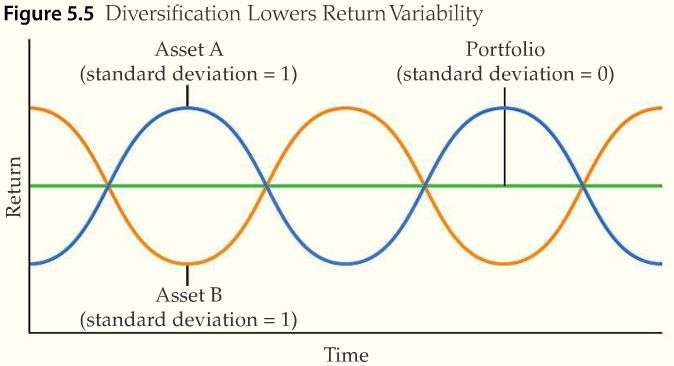 Figure 5.5 Diversification Lowers Return Variability
Asset A
(standard deviation = 1)
Portfolio
(standard deviation = 0)
Return
Asset B
(standard deviation = 1)
Time